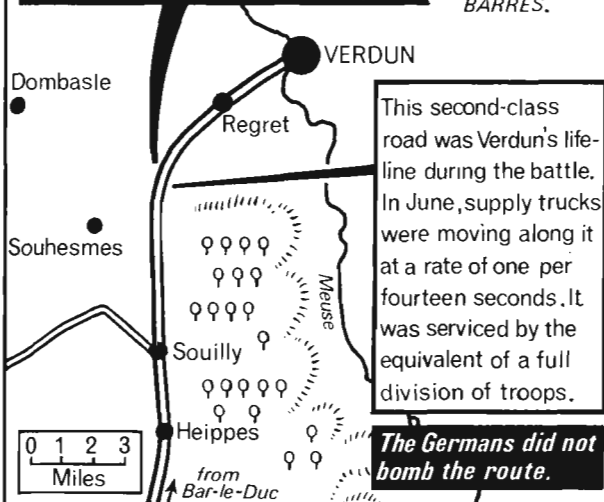 BARRES.
VERDUN
Dombasle
Regret
This second-class
road was Verdun's life-
line during the battle.
In June, supply trucks
were moving along it
at a rate of one per
fourteen seconds. It
was serviced by the
equivalent of a full
division of troops.
Souhesmes
Meuse
Souilly
Heippes
The Germans did not
bomb the route.
0 1 2 3
Miles
from
Bar-le-Duc